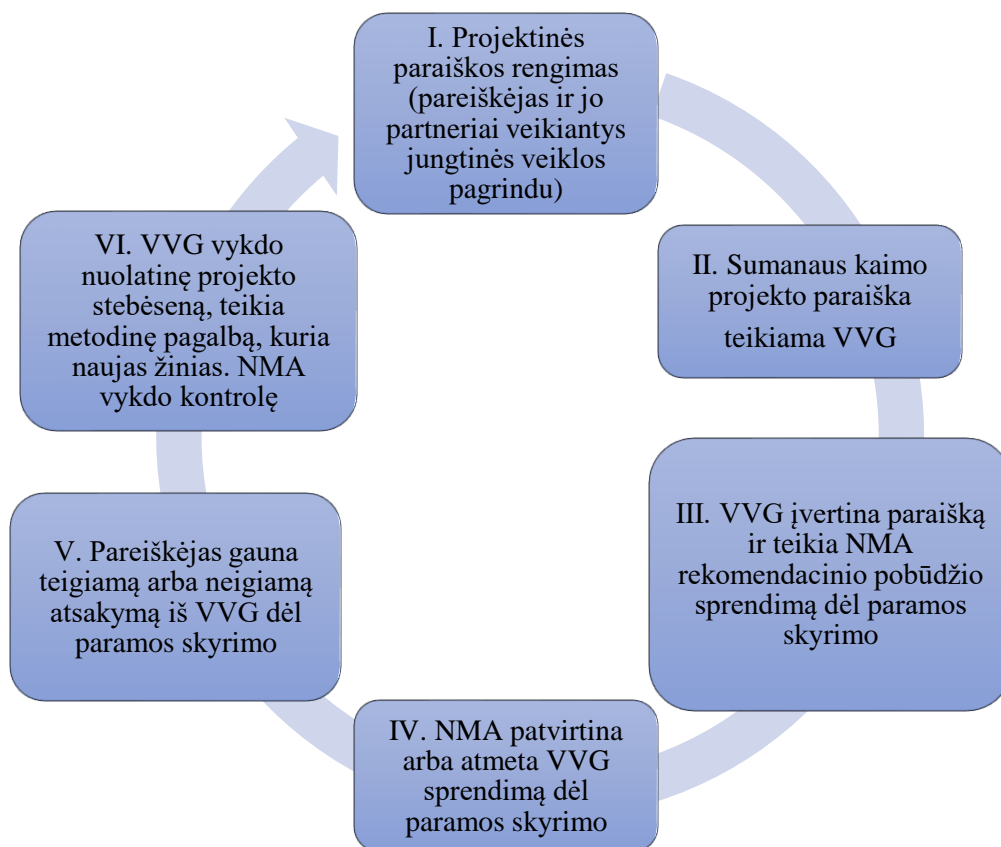 I. Projektinės
paraiškos rengimas
(pareiškėjas ir jo
partneriai veikiantys
jungtinės veiklos
pagrindu)
II. Sumanaus kaimo
projekto paraiška
teikiama VVG
III. VVG įvertina paraišką
ir teikia NMA
rekomendacinio pobūdžio
sprendimą dėl paramos
skyrimo
IV. NMA patvirtina
arba atmeta VVG
sprendimą dėl
paramos skyrimo
V. Pareiškėjas gauna
teigiamą arba neigiamą
atsakymą iš VVG dėl
paramos skyrimo
VI. VVG vykdo
nuolatinę projekto
stebėseną, teikia
metodinę pagalbą, kuria
naujas žinias. NMA
vykdo kontrolę